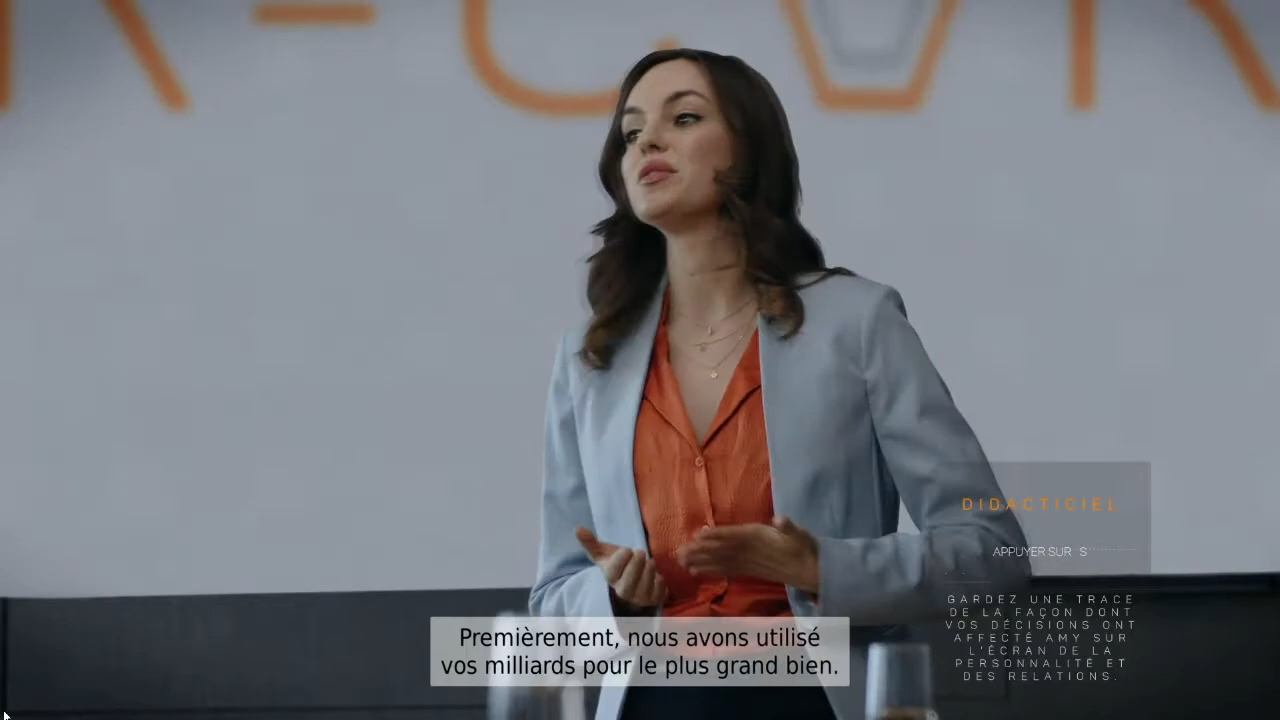 DIDACTICIEL
APPUYER SUR S
GARDEZ UNE TRACE
DE LA FAÇON DONT
VOS DÉCISIONS ONT
AFFECTÉ AMY SUR
L'ÉCRAN DE LA
PERSONNALITÉ ET
DES RELATIONS.
Premièrement, nous avons utilisé
vos milliards pour le plus grand bien.